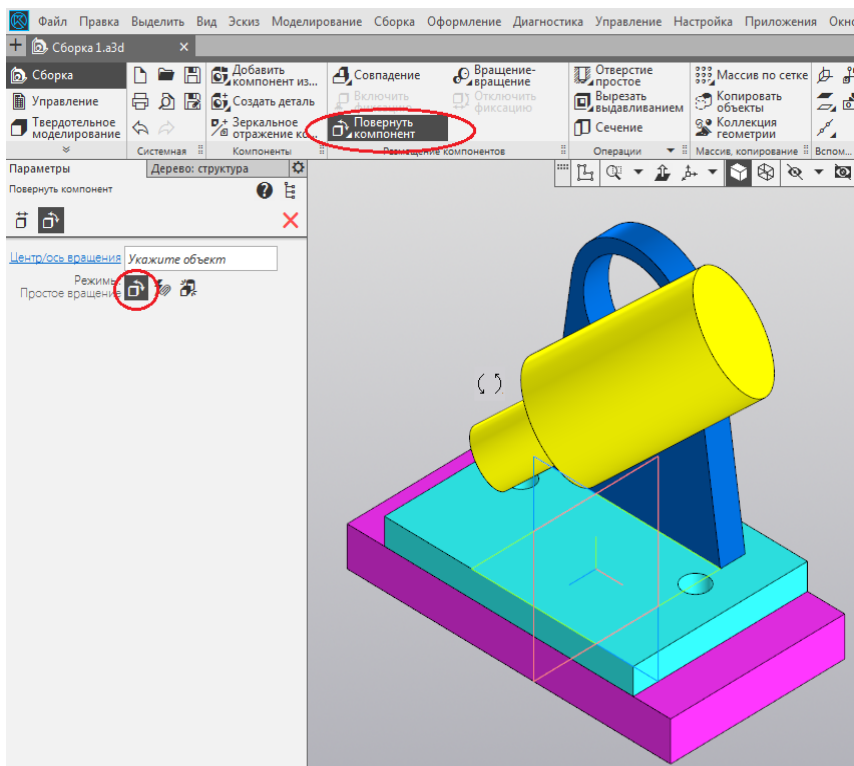 Файл Правка Выделить Вид Эскиз Моделирование Сборка Оформление Диагностика Управление Настройка Приложения Окно
Сборка1.a3d ×
Сборка
Управление
Твердотельное
моделирование
Системная
Добавить
компонент из...
Создать деталь
Зеркальное
отражение ко...
Компоненты
Совпадение
Включить
Повернуть
компонент
Вращение-
вращение
Отключить
фиксацию
Размещение компонентов
Отверстие
простое
Вырезать
выдавливанием
Сечение
Операции
Массив по сетке
Копировать
объекты
Коллекция
геометрии
Массив, копирование
Вспом...
Параметры
Дерево: структура
Повернуть компонент
Центр/ось вращения
Укажите объект
Режимы:
Простое вращение